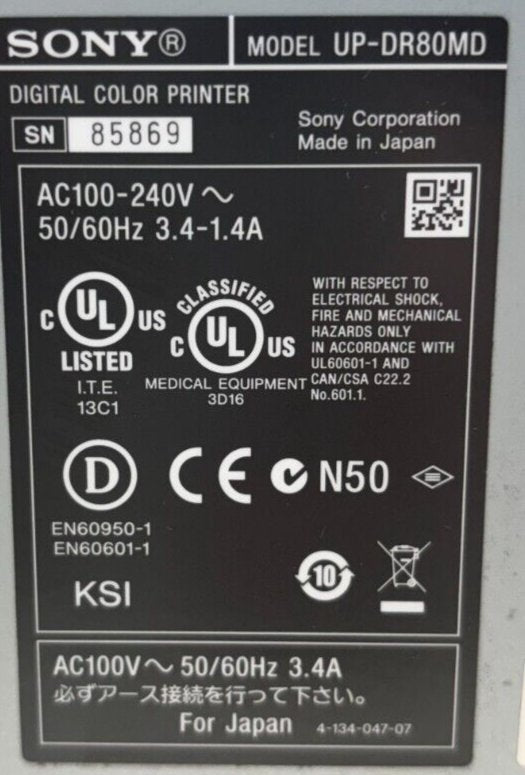 SONY®
MODEL UP-DR80MD
DIGITAL COLOR PRINTER
SN 85869
Sony Corporation
Made in Japan
AC100-240V ～
50/60Hz 3.4-1.4A
C UL US
LISTED
I.T.E.
13C1
CLASSIFIED
C UL US
MEDICAL EQUIPMENT
3D16
WITH RESPECT TO
ELECTRICAL SHOCK,
FIRE AND MECHANICAL
HAZARDS ONLY
IN ACCORDANCE WITH
UL60601-1 AND
CAN/CSA C22.2
No.601.1.
D
EN60950-1
EN60601-1
CE
N50
KSI
10
AC100V～ 50/60Hz 3.4A
必ずアース接続を行って下さい。
For Japan
4-134-047-07